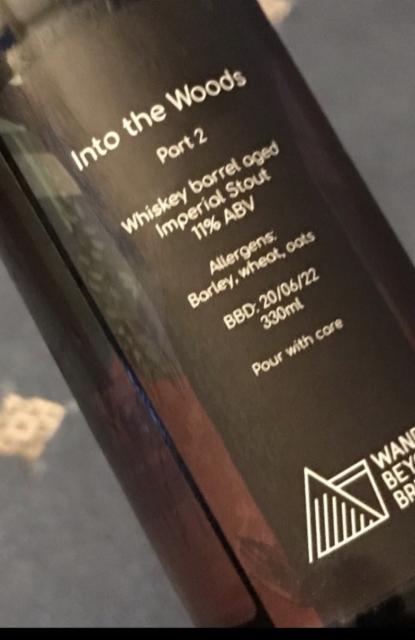 Into the Woods
Part 2
Whiskey barrel aged
Imperial Stout
11% ABV
Allergens:
Barley, wheat, oats
BBD: 20/06/22
330ml
Pour with care